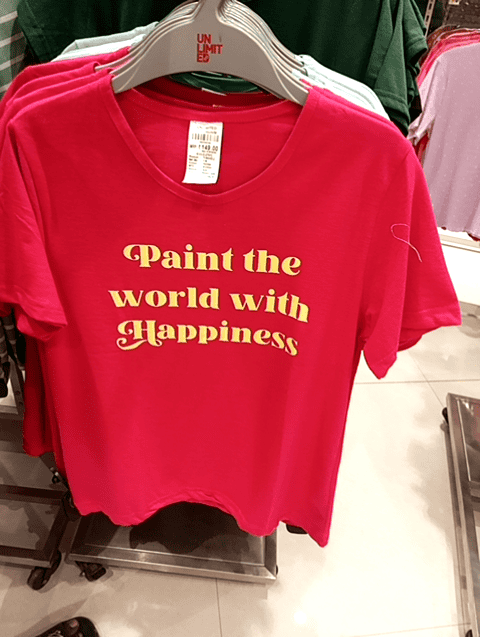 UN
LIMIT
ED
Paint the
world with
Happiness